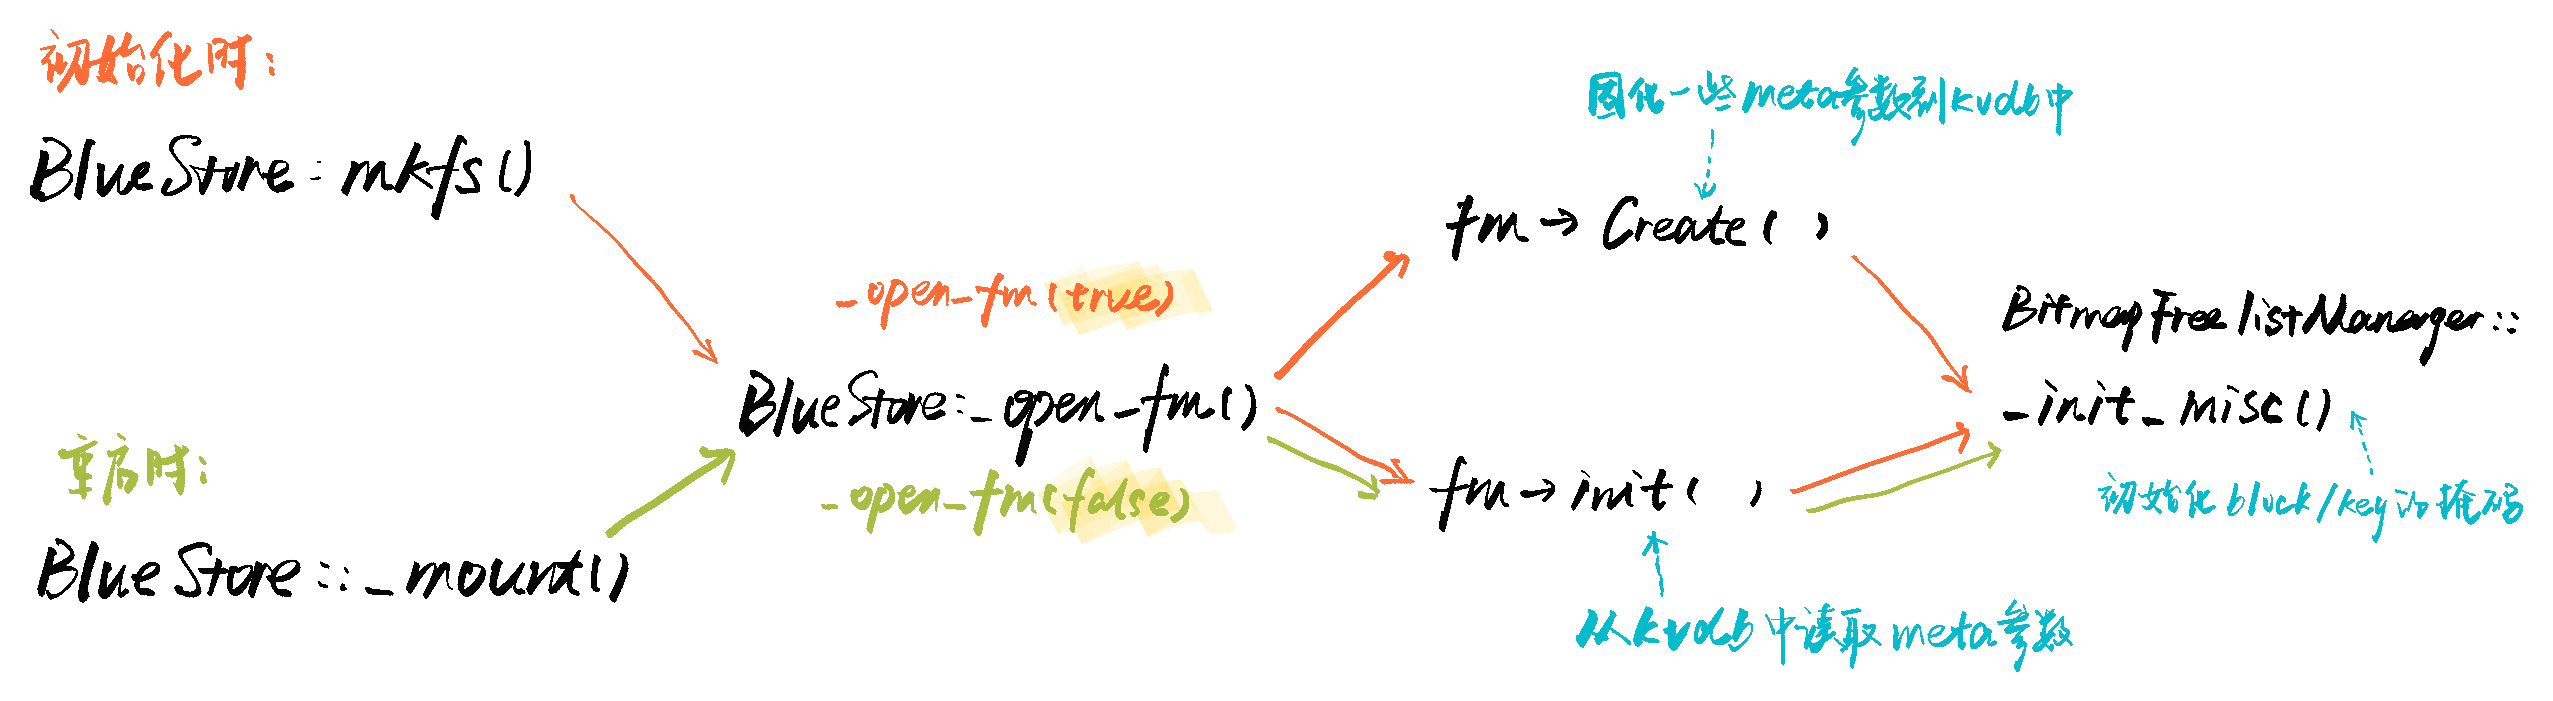 初始化时：
BlueStore::mkfs()
重启时：
BlueStore::_mount()
_open_fm(true)
BlueStore::_open_fm()
_open_fm(false)
固化一些meta参数到kvdb中
fm→Create( )
fm→init( )
从kvdb中读取meta参数
BitmapFreelistManager::
_init_misc()
初始化block/key的掩码